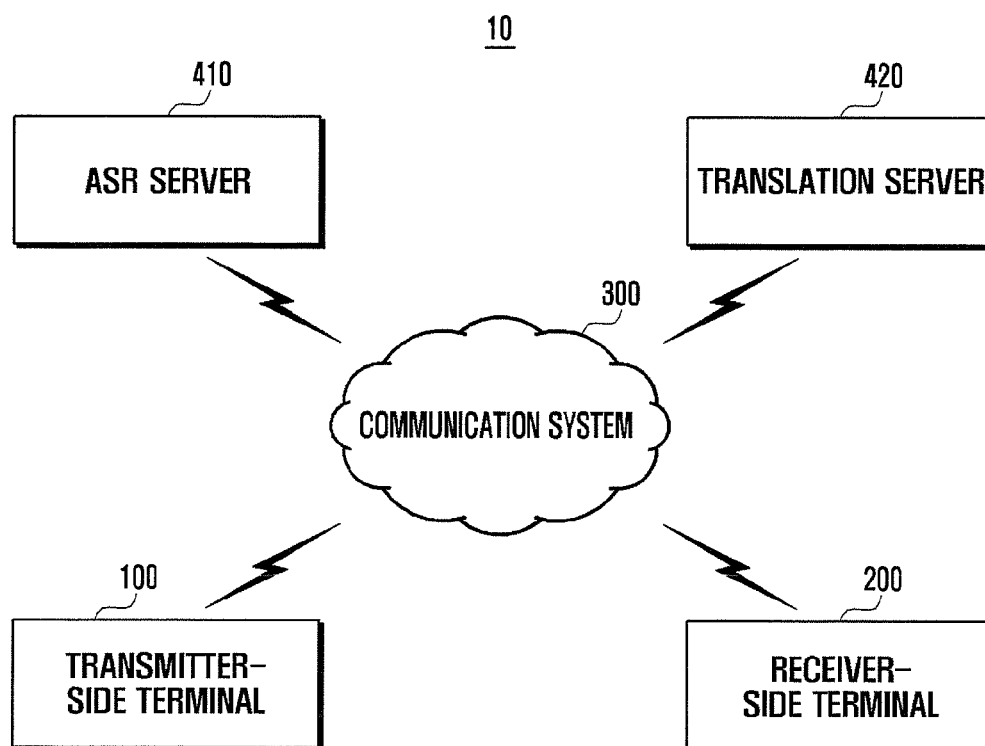 10
410
420
ASR SERVER
TRANSLATION SERVER
300
COMMUNICATION SYSTEM
100
200
TRANSMITTER-
SIDE TERMINAL
RECEIVER-
SIDE TERMINAL